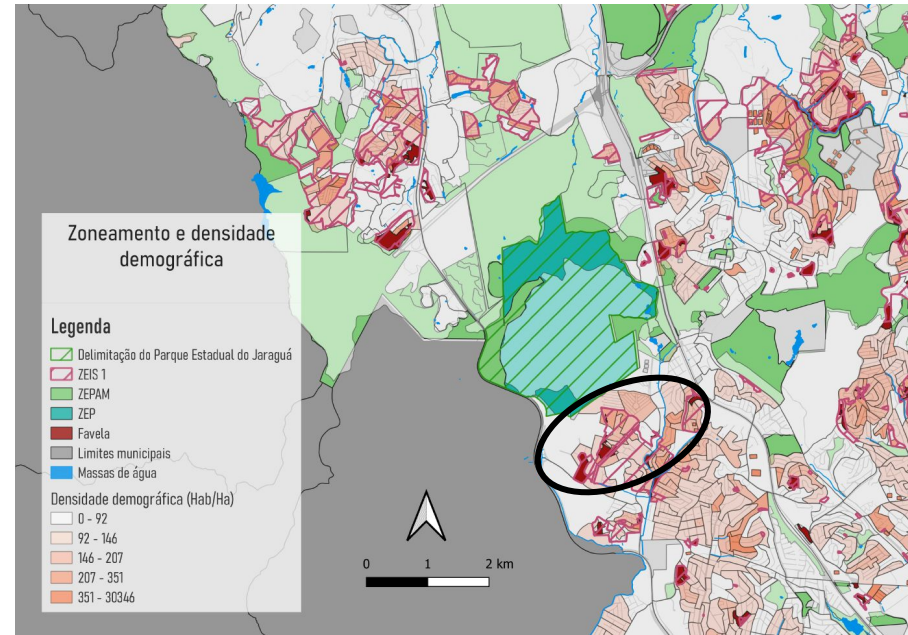 Zoneamento e densidade
demográfica
Legenda
Delimitação do Parque Estadual do Jaraguá
ZEIS 1
ZEPAM
ZEP
Favela
Limites municipais
Massas de água
Densidade demográfica (Hab/Ha)
0 - 92
92 - 146
146 - 207
207 - 351
351 - 30346
0 1 2 km